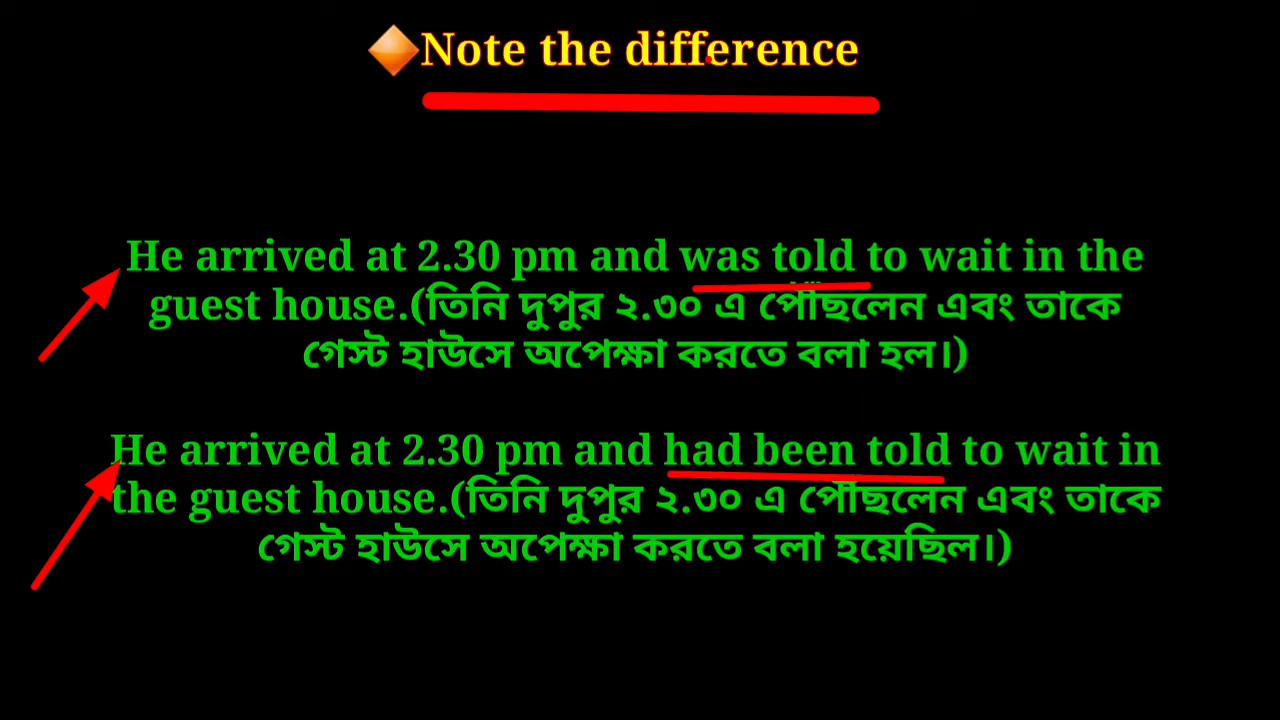 Note the difference
He arrived at 2.30 pm and was told to wait in the
guest house.(তিনি দুপুর ২.৩০ এ পৌঁছলেন এবং তাকে
গেস্ট হাউসে অপেক্ষা করতে বলা হল।)
He arrived at 2.30 pm and had been told to wait in
the guest house.(তিনি দুপুর ২.৩০ এ পৌঁছলেন এবং তাকে
গেস্ট হাউসে অপেক্ষা করতে বলা হয়েছিল।)